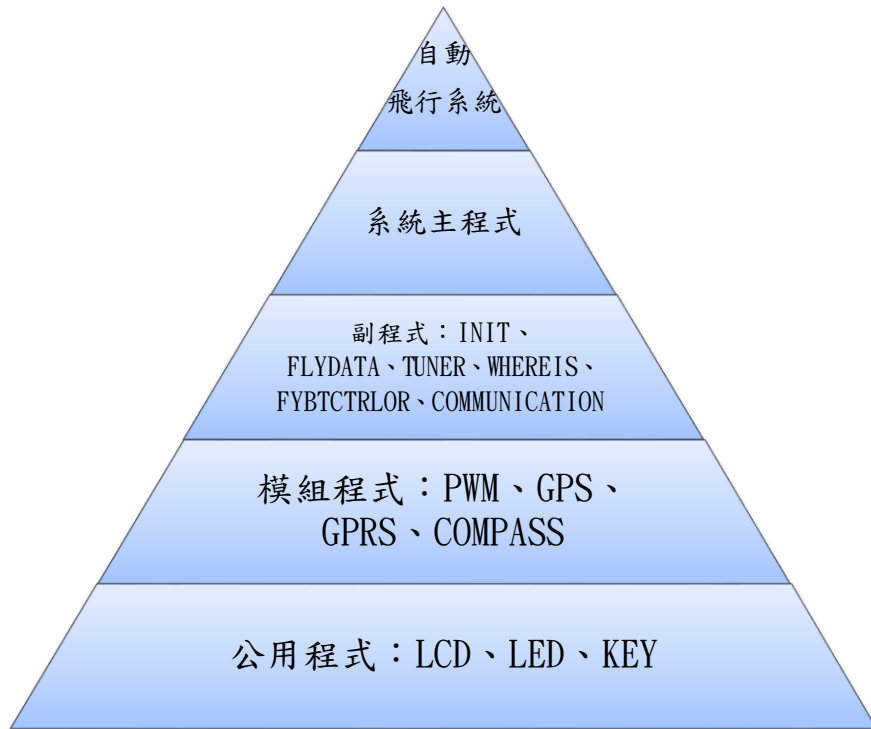 自動
飛行系統
系統主程式
副程式：INIT、
FLYDATA、TUNER、WHEREIS、
FYBTCTRLOR、COMMUNICATION
模組程式：PWM、GPS、
GPRS、COMPASS
公用程式：LCD、LED、KEY